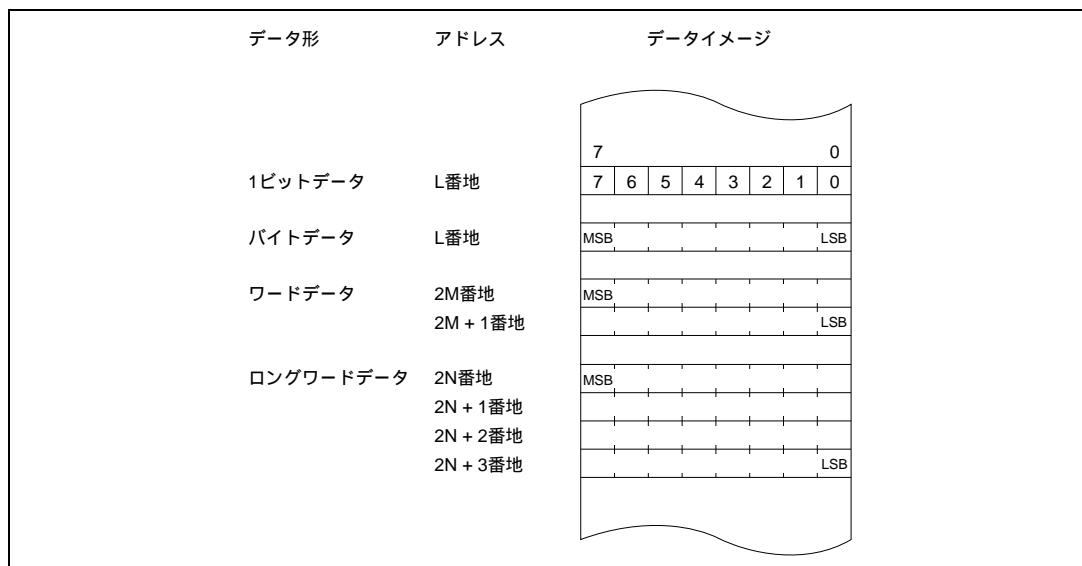 データ形 アドレス データイメージ
7 0
1ビットデータ L番地 7 6 5 4 3 2 1 0
バイトデータ L番地 MSB LSB
ワードデータ 2M番地 MSB
2M + 1番地 LSB
ロングワードデータ 2N番地 MSB
2N + 1番地
2N + 2番地
2N + 3番地 LSB